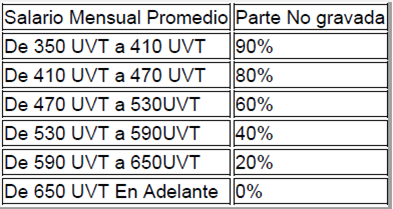 Salario Mensual Promedio Parte No gravada
De 350 UVT a 410 UVT 90%
De 410 UVT a 470 UVT 80%
De 470 UVT a 530UVT 60%
De 530 UVT a 590UVT 40%
De 590 UVT a 650UVT 20%
De 650 UVT En Adelante 0%